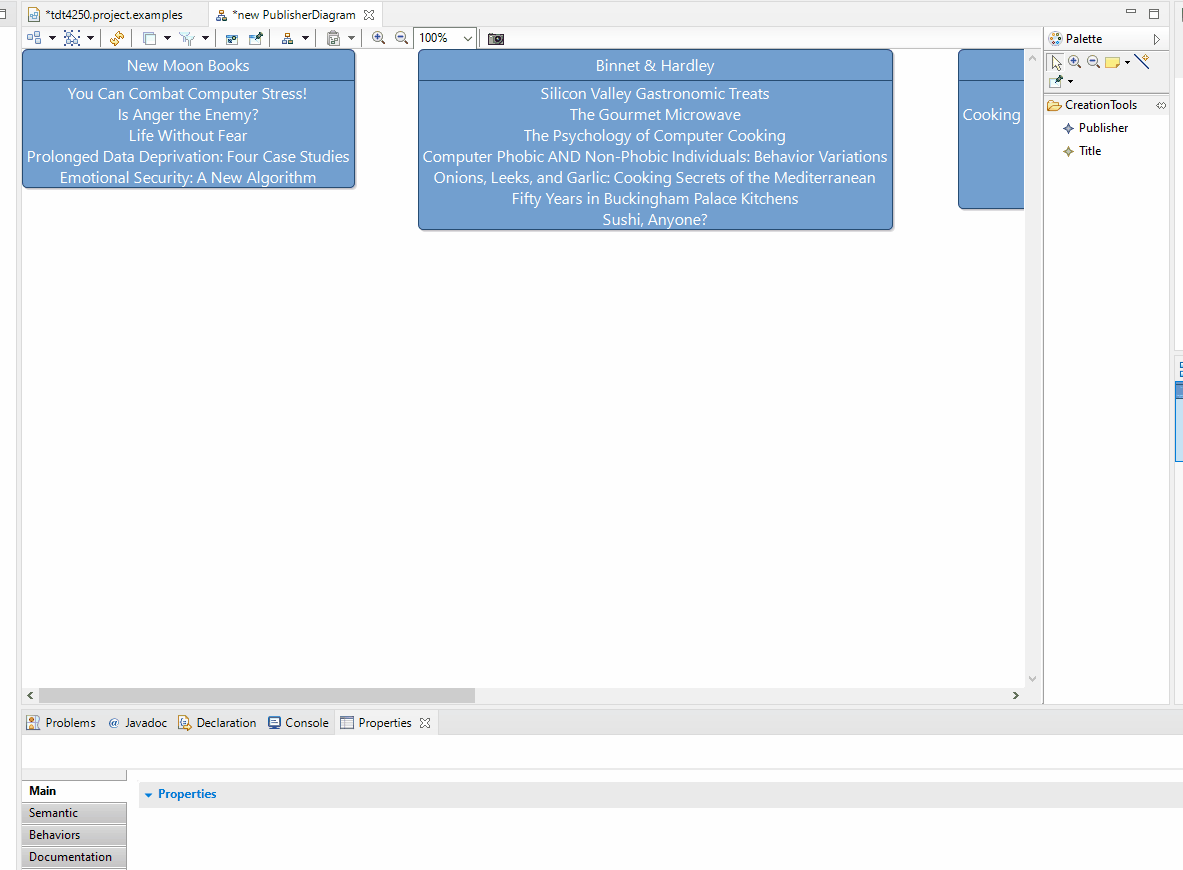 *tdt4250.project.examples
*new PublisherDiagram
100%
Palette
New Moon Books
You Can Combat Computer Stress!
Is Anger the Enemy?
Life Without Fear
Prolonged Data Deprivation: Four Case Studies
Emotional Security: A New Algorithm
Binnet & Hardley
Silicon Valley Gastronomic Treats
The Gourmet Microwave
The Psychology of Computer Cooking
Computer Phobic AND Non-Phobic Individuals: Behavior Variations
Onions, Leeks, and Garlic: Cooking Secrets of the Mediterranean
Fifty Years in Buckingham Palace Kitchens
Sushi, Anyone?
Cooking
CreationTools
Publisher
Title
Problems
@ Javadoc
Declaration
Console
Properties
Main
Semantic
Behaviors
Documentation
Properties